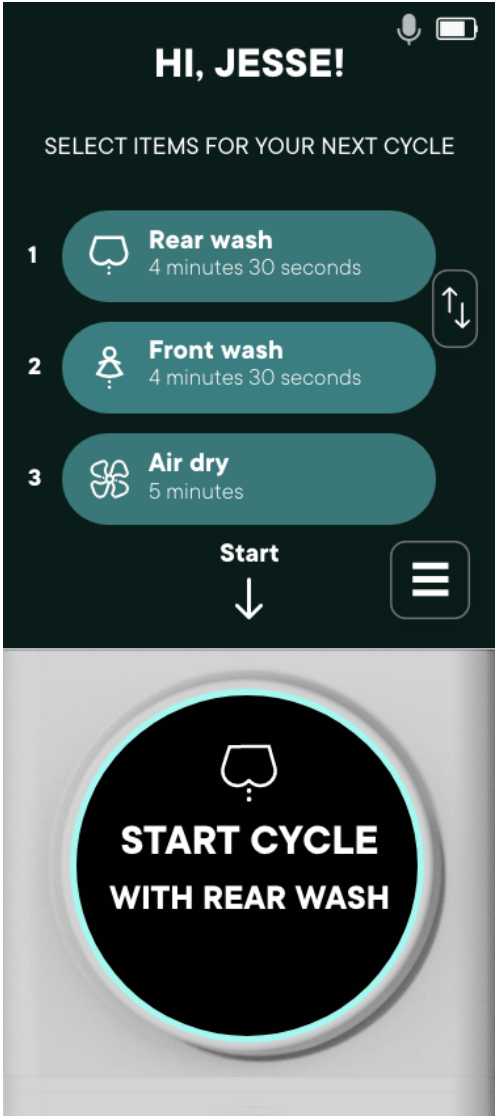 HI, JESSE!
SELECT ITEMS FOR YOUR NEXT CYCLE
1
Rear wash
4 minutes 30 seconds
2
Front wash
4 minutes 30 seconds
3
Air dry
5 minutes
Start
START CYCLE
WITH REAR WASH